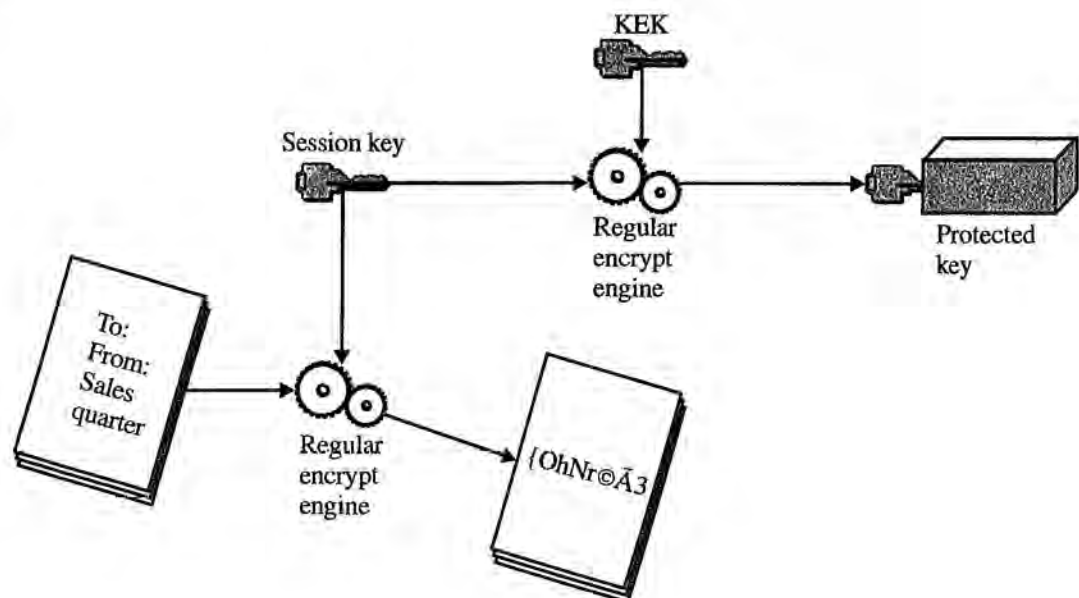 KEK
Session key
Regular
encrypt
engine
Protected
key
To:
From:
Sales
quarter
Regular
encrypt
engine
{OhNr©Ã3